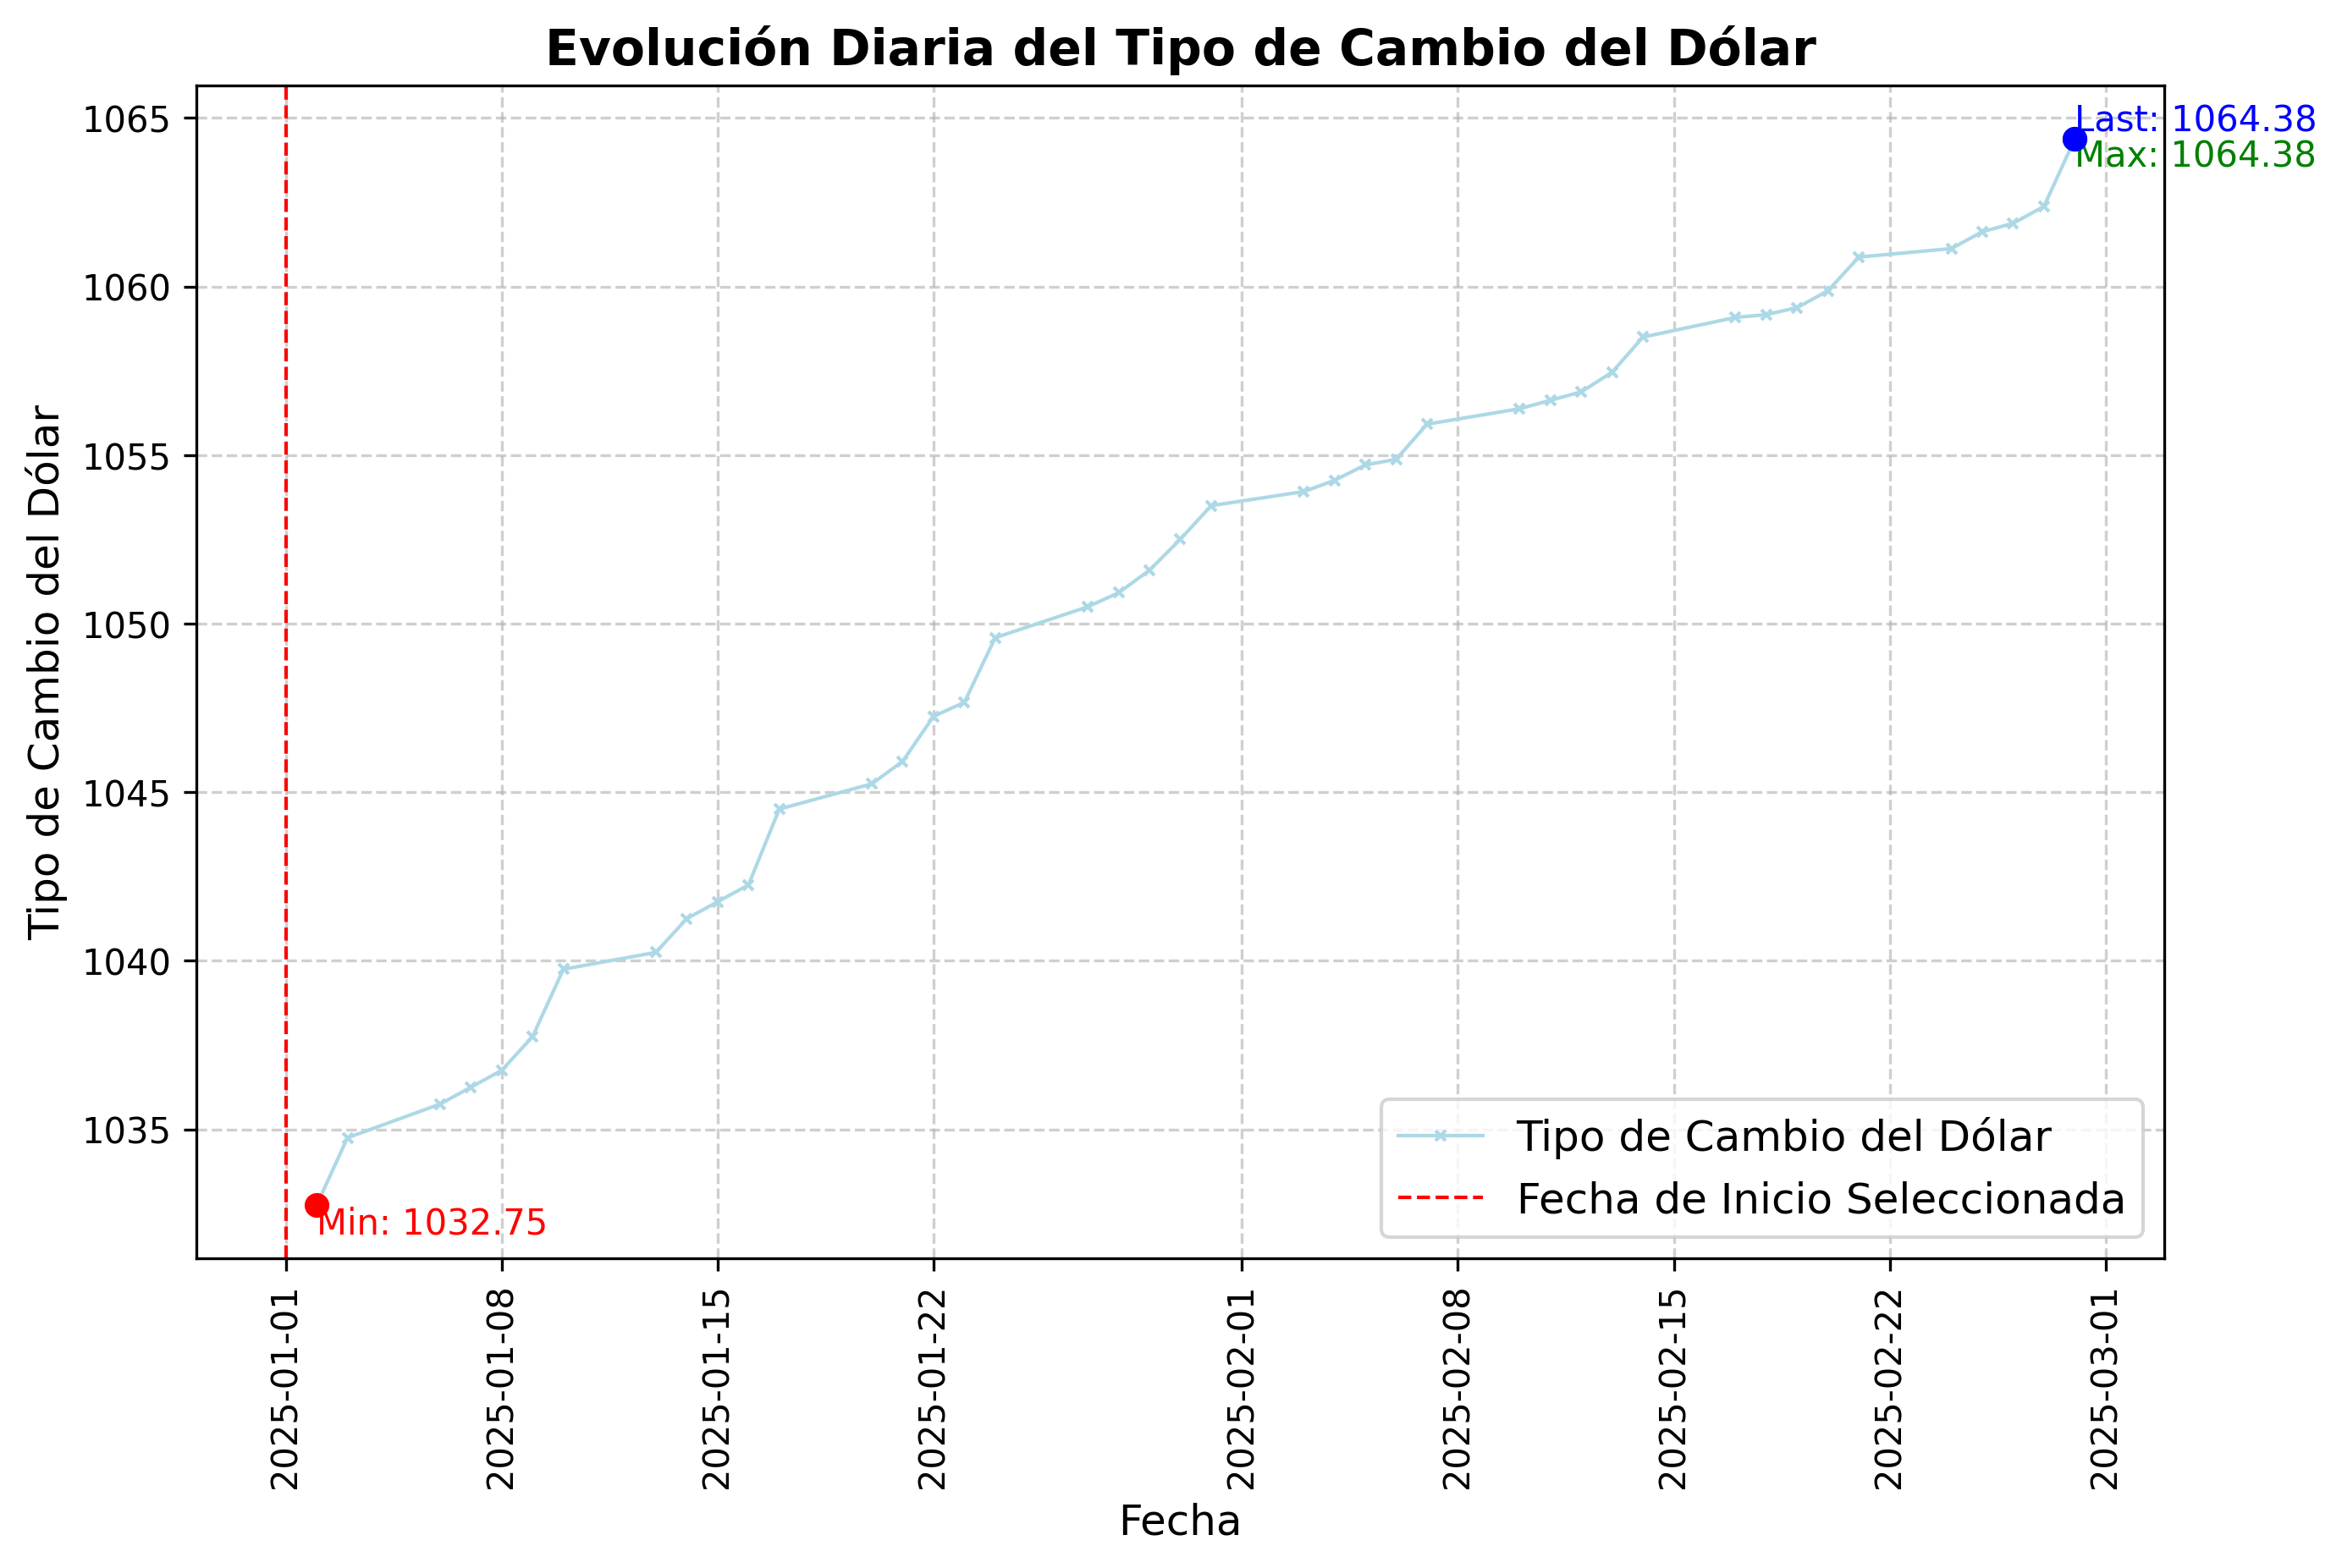 Evolución Diaria del Tipo de Cambio del Dólar
Tipo de Cambio del Dólar
1065
1060
1055
1050
1045
1040
1035
Last: 1064.38
Max: 1064.38
Min: 1032.75
Tipo de Cambio del Dólar
Fecha de Inicio Seleccionada
2025-01-01
2025-01-08
2025-01-15
2025-01-22
2025-02-01
2025-02-08
2025-02-15
2025-02-22
2025-03-01
Fecha